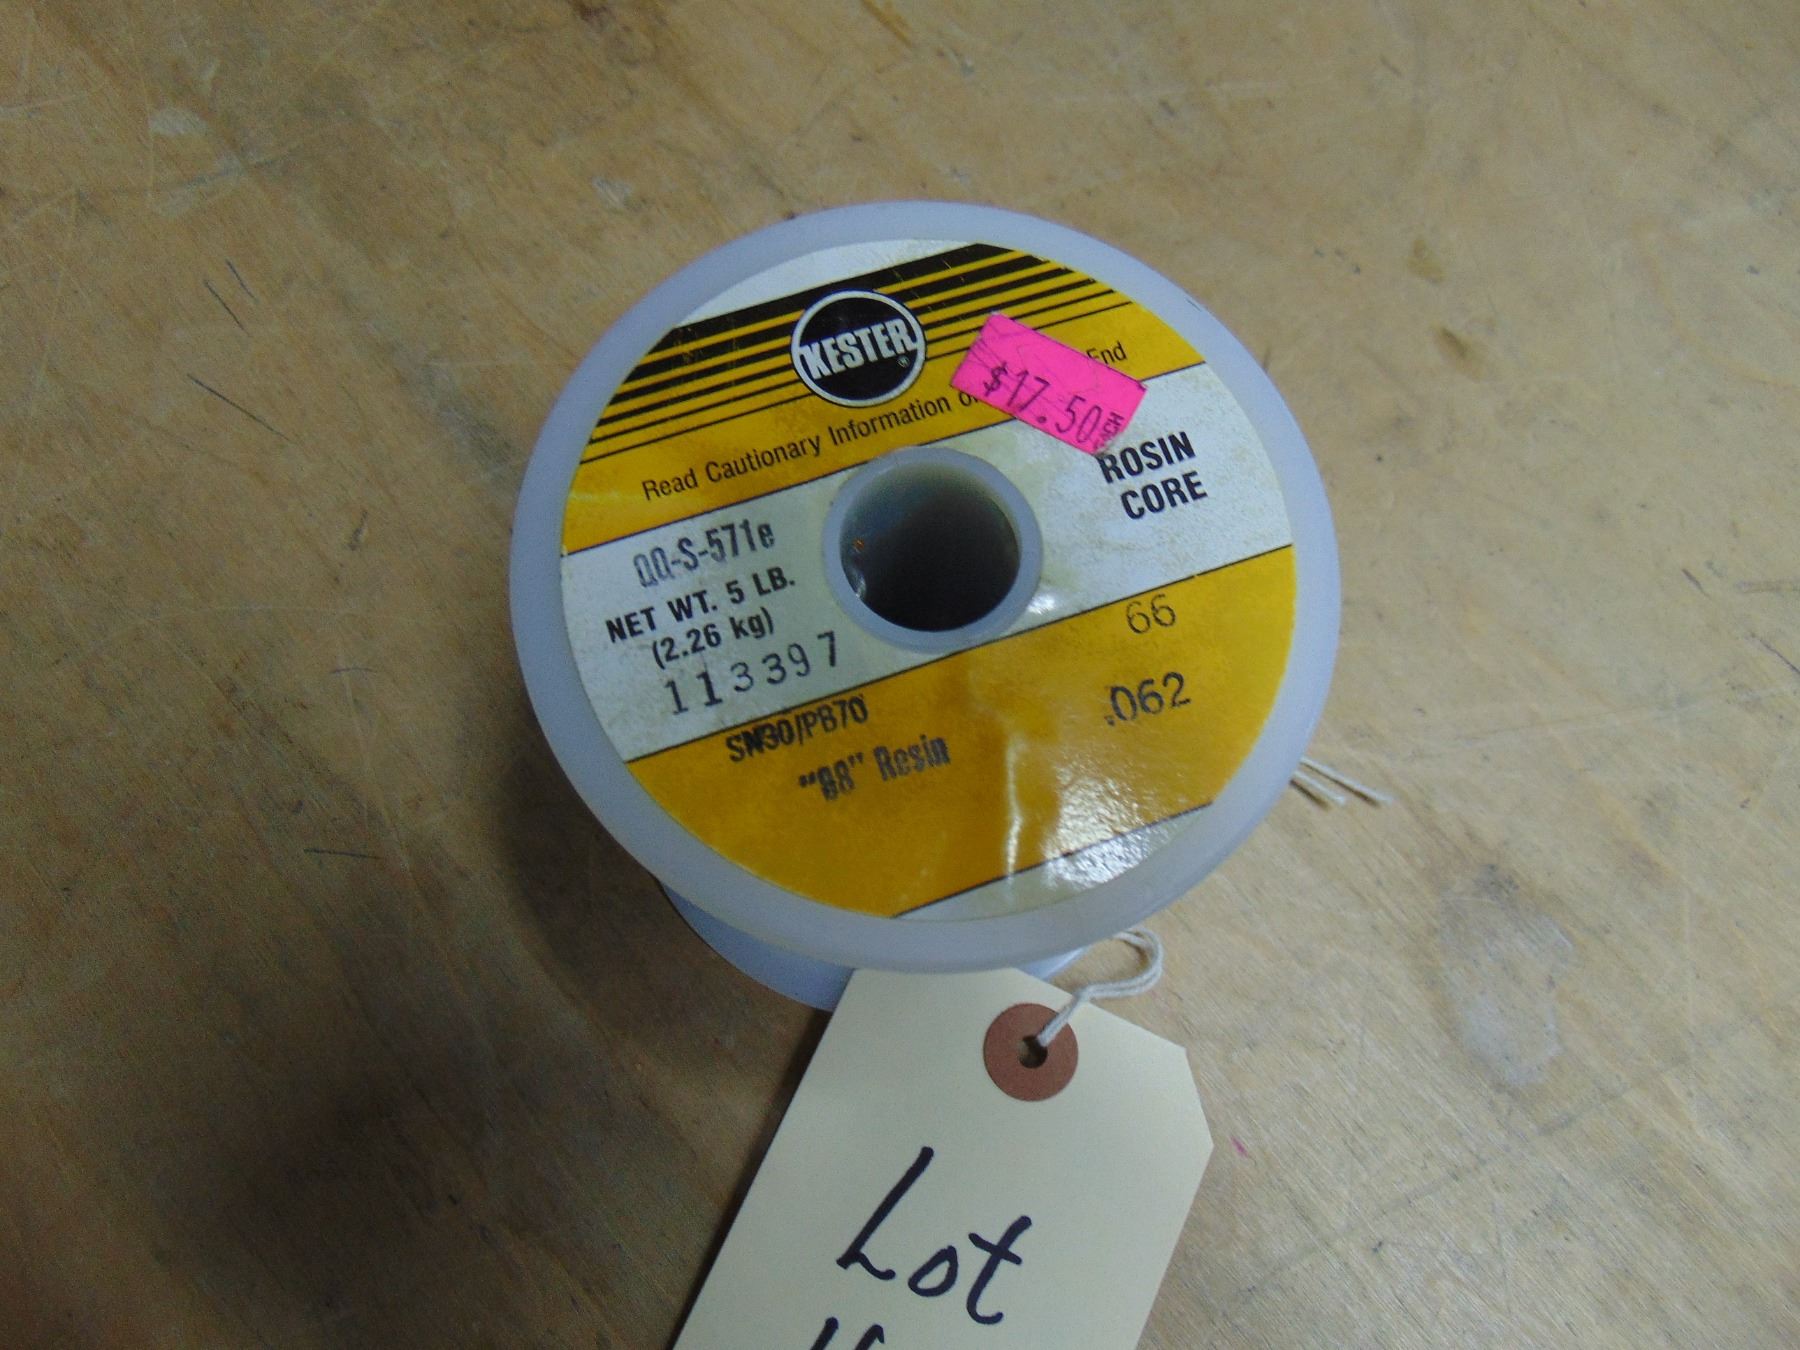 KESTER
Read Cautionary Information on End
$17.50
EACH
ROSIN
CORE
QQ-S-571e
NET WT. 5 LB.
(2.26 kg)
113397
66
SN30/PB70
.062
"88" Resin
Lot